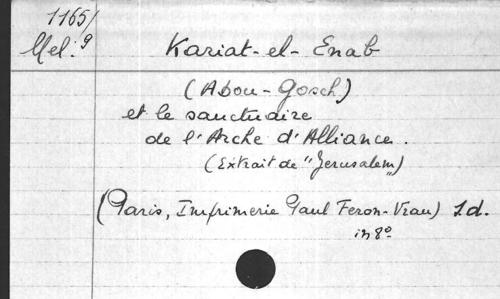 1165/
Mel: 9
Kariat-el-Enab
(Abou-Gosch)
et le sanctuaire
de l'Arche d'Alliance.
(Extrait de "Jerusalem")
(Paris, Imprimerie Paul Feron-Vrau) S.d.
in 8°